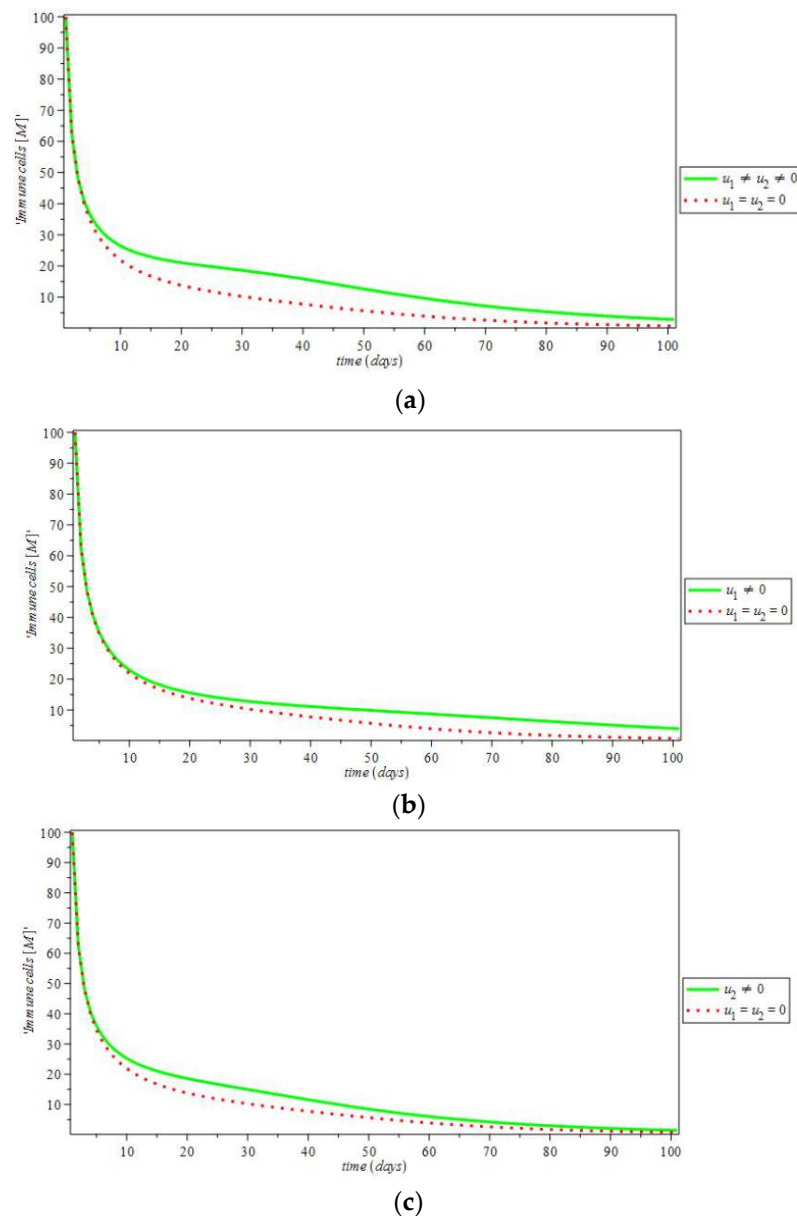 100
90
80
70
60
50
40
30
20
10
'Immune cells [M]'
10 20 30 40 50 60 70 80 90 100
time (days)
u₁ ≠ u₂ ≠ 0
u₁ = u₂ = 0
(a)
100
90
80
70
60
50
40
30
20
10
'Immune cells [M]'
10 20 30 40 50 60 70 80 90 100
time (days)
u₁ ≠ 0
u₁ = u₂ = 0
(b)
100
90
80
70
60
50
40
30
20
10
'Immune cells [M]'
10 20 30 40 50 60 70 80 90 100
time (days)
u₂ ≠ 0
u₁ = u₂ = 0
(c)